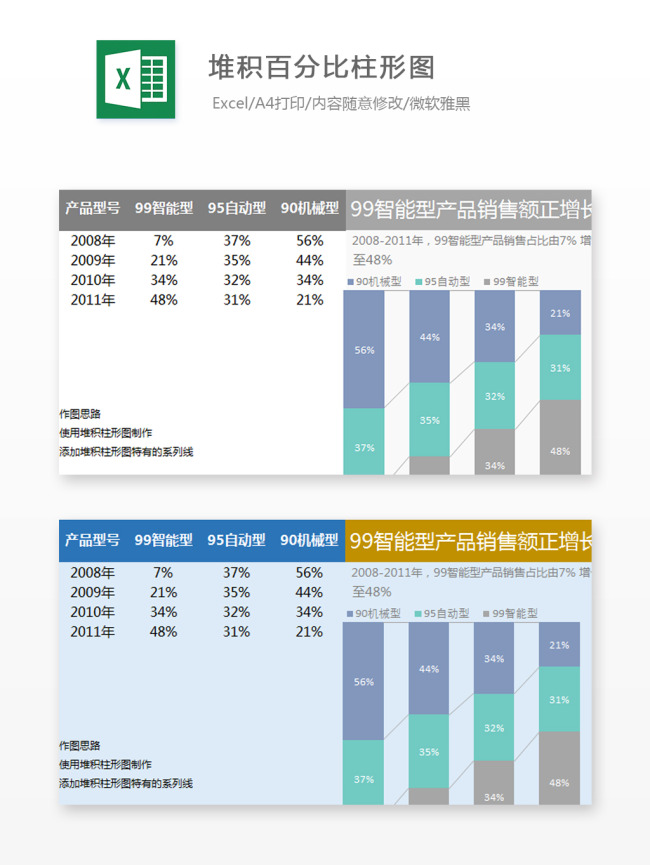 X
堆积百分比柱形图
Excel/A4打印/内容随意修改/微软雅黑
产品型号 99智能型 95自动型 90机械型
2008年 7% 37% 56%
2009年 21% 35% 44%
2010年 34% 32% 34%
2011年 48% 31% 21%
作图思路
使用堆积柱形图制作
添加堆积柱形图特有的系列线
99智能型产品销售额正增长
2008-2011年，99智能型产品销售占比由7% 增
至48%
90机械型 95自动型 99智能型
56% 44% 34% 21%
37% 35% 32% 31%
34% 48%
产品型号 99智能型 95自动型 90机械型
2008年 7% 37% 56%
2009年 21% 35% 44%
2010年 34% 32% 34%
2011年 48% 31% 21%
作图思路
使用堆积柱形图制作
添加堆积柱形图特有的系列线
99智能型产品销售额正增长
2008-2011年，99智能型产品销售占比由7% 增
至48%
90机械型 95自动型 99智能型
56% 44% 34% 21%
37% 35% 32% 31%
34% 48%